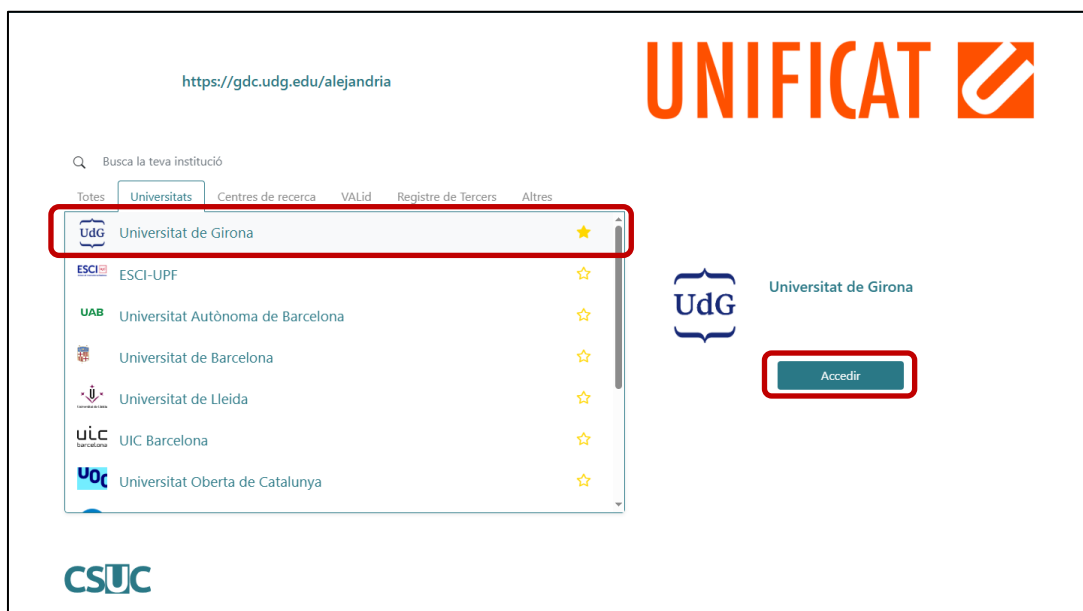 https://gdc.udg.edu/alejandria
UNIFICAT
Busca la teva institució
Totes Universitats Centres de recerca VALid Registre de Tercers Altres
UdG Universitat de Girona
ESCI ESCI-UPF
UAB Universitat Autònoma de Barcelona
Universitat de Barcelona
Universitat de Lleida
uic barcelona UIC Barcelona
UOC Universitat Oberta de Catalunya
UdG
Universitat de Girona
Accedir
CSUC